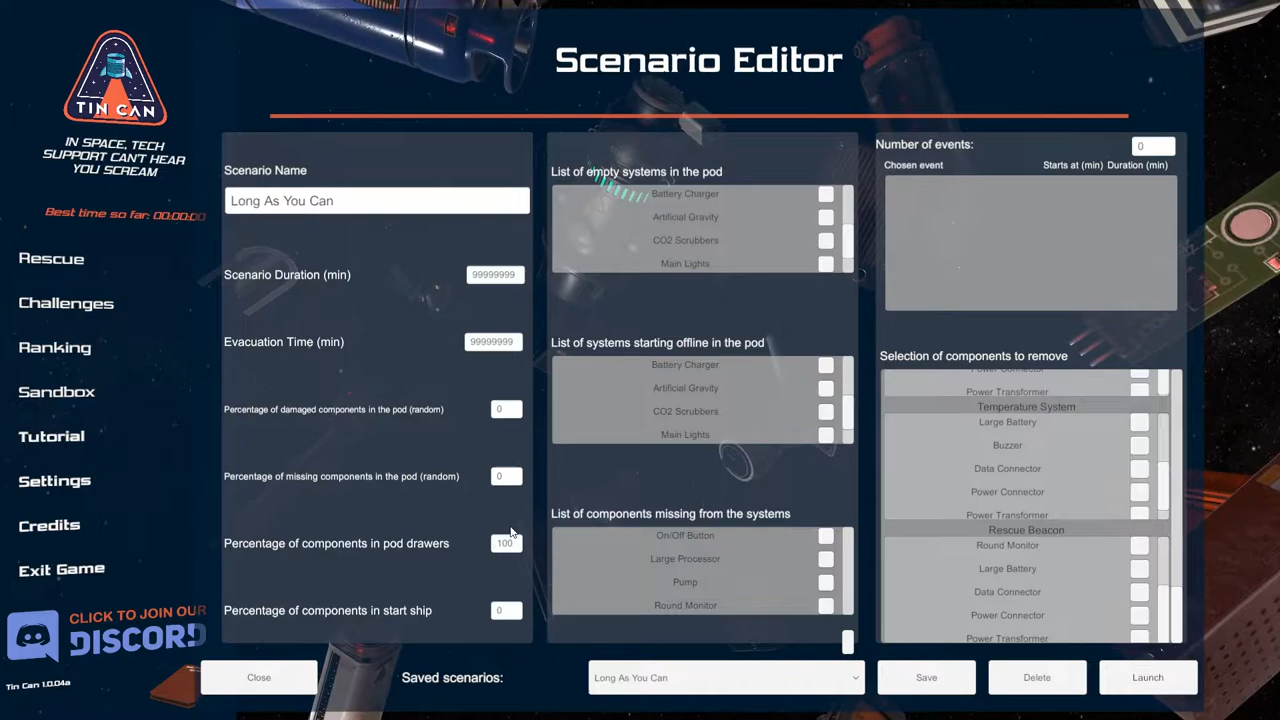 TIN CAN
IN SPACE, TECH
SUPPORT CAN'T HEAR
YOU SCREAM
Best time so far: 00:00:00
Rescue
Challenges
Ranking
Sandbox
Tutorial
Settings
Credits
Exit Game
CLICK TO JOIN OUR
DISCORD
Tin Can 1.0.04a
Scenario Editor
Scenario Name
Long As You Can
Scenario Duration (min) 99999999
Evacuation Time (min) 99999999
Percentage of damaged components in the pod (random) 0
Percentage of missing components in the pod (random) 0
Percentage of components in pod drawers 100
Percentage of components in start ship 0
List of empty systems in the pod
Battery Charger
Artificial Gravity
CO2 Scrubbers
Main Lights
List of systems starting offline in the pod
Battery Charger
Artificial Gravity
CO2 Scrubbers
Main Lights
List of components missing from the systems
On/Off Button
Large Processor
Pump
Round Monitor
Number of events: 0
Chosen event Starts at (min) Duration (min)
Selection of components to remove
Power Connector
Power Transformer
Temperature System
Large Battery
Buzzer
Data Connector
Power Connector
Power Transformer
Rescue Beacon
Round Monitor
Large Battery
Data Connector
Power Connector
Power Transformer
Close
Saved scenarios:
Long As You Can
Save
Delete
Launch